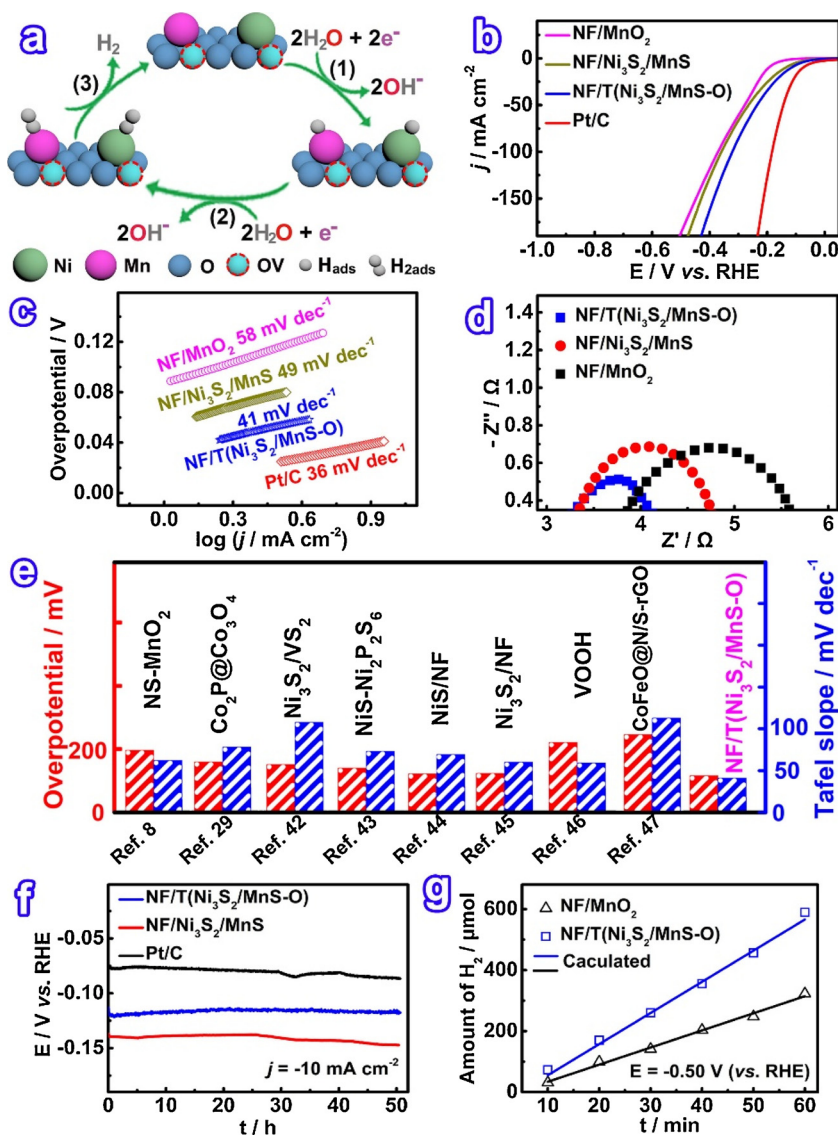 a
H₂
2H₂O + 2e⁻
(1)
2OH⁻
(3)
(2)
2OH⁻
2H₂O + e⁻
Ni Mn O OV Hads H2ads
b
NF/MnO₂
NF/Ni₃S₂/MnS
NF/T(Ni₃S₂/MnS-O)
Pt/C
j / mA cm⁻²
0
-50
-100
-150
-1.0 -0.8 -0.6 -0.4 -0.2 0.0
E / V vs. RHE
c
NF/MnO₂ 58 mV dec⁻¹
NF/Ni₃S₂/MnS 49 mV dec⁻¹
41 mV dec⁻¹
NF/T(Ni₃S₂/MnS-O)
Pt/C 36 mV dec⁻¹
Overpotential / V
0.12
0.08
0.04
0.00
0.0 0.3 0.6 0.9 1.2
log (j / mA cm⁻²)
d
NF/T(Ni₃S₂/MnS-O)
NF/Ni₃S₂/MnS
NF/MnO₂
- Z'' / Ω
-1.4
-1.2
1.0
0.8
0.6
0.4
3 4 5 6
Z' / Ω
e
Overpotential / mV
200
0
NS-MnO₂
Co₂P@Co₃O₄
Ni₃S₂/VS₂
NiS-Ni₂P₂S₆
NiS/NF
Ni₃S₂/NF
VOOH
CoFeO@N/S-rGO
NF/T(Ni₃S₂/MnS-O)
100
50
0
Tafel slope / mV dec⁻¹
Ref. 8 Ref. 29 Ref. 42 Ref. 43 Ref. 44 Ref. 45 Ref. 46 Ref. 47
f
NF/T(Ni₃S₂/MnS-O)
NF/Ni₃S₂/MnS
Pt/C
E / V vs. RHE
-0.05
-0.10
-0.15
j = -10 mA cm⁻²
0 10 20 30 40 50
t / h
g
NF/MnO₂
NF/T(Ni₃S₂/MnS-O)
Caculated
Amount of H₂ / μmol
600
400
200
0
E = -0.50 V (vs. RHE)
10 20 30 40 50 60
t / min